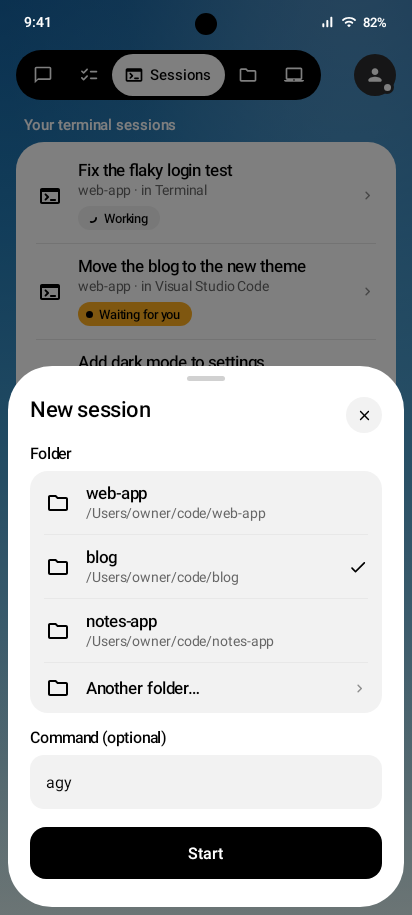 9:41
82%
Sessions
Your terminal sessions
Fix the flaky login test
web-app · in Terminal
Working
Move the blog to the new theme
web-app · in Visual Studio Code
Waiting for you
Add dark mode to settings
New session
Folder
web-app
/Users/owner/code/web-app
blog
/Users/owner/code/blog
notes-app
/Users/owner/code/notes-app
Another folder...
Command (optional)
agy
Start